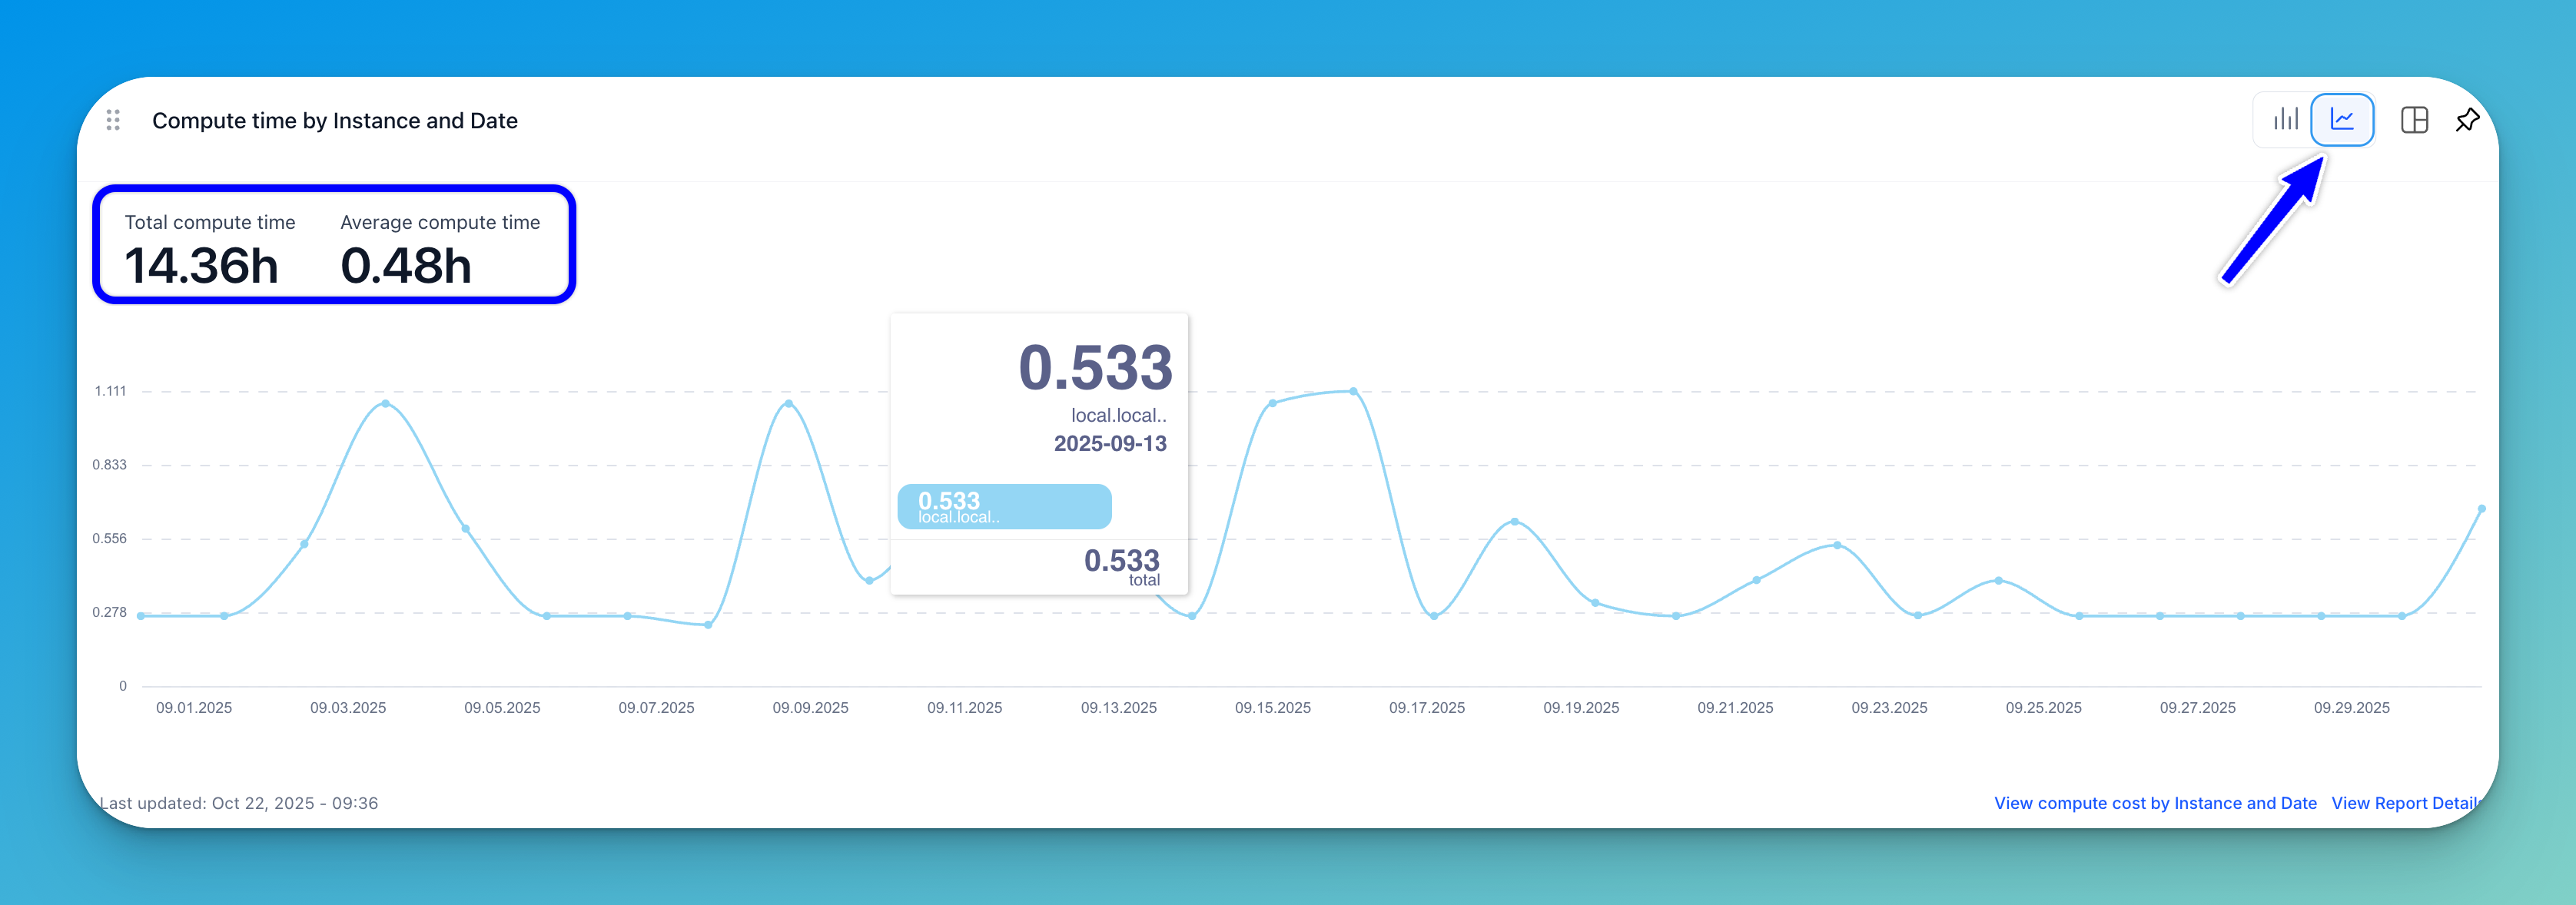 Compute time by Instance and Date
Total compute time
14.36h
Average compute time
0.48h
0.533
local.local..
2025-09-13
0.533
local.local..
0.533
total
1.111
0.833
0.556
0.278
0
09.01.2025
09.03.2025
09.05.2025
09.07.2025
09.09.2025
09.11.2025
09.13.2025
09.15.2025
09.17.2025
09.19.2025
09.21.2025
09.23.2025
09.25.2025
09.27.2025
09.29.2025
Last updated: Oct 22, 2025 - 09:36
View compute cost by Instance and Date
View Report Details